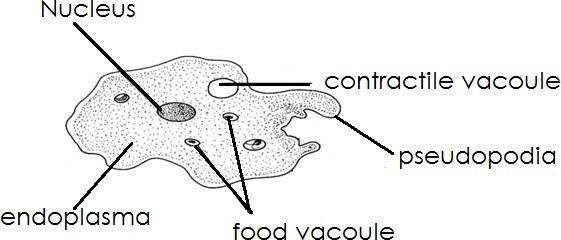 Nucleus
contractile vacoule
pseudopodia
endoplasma
food vacoule